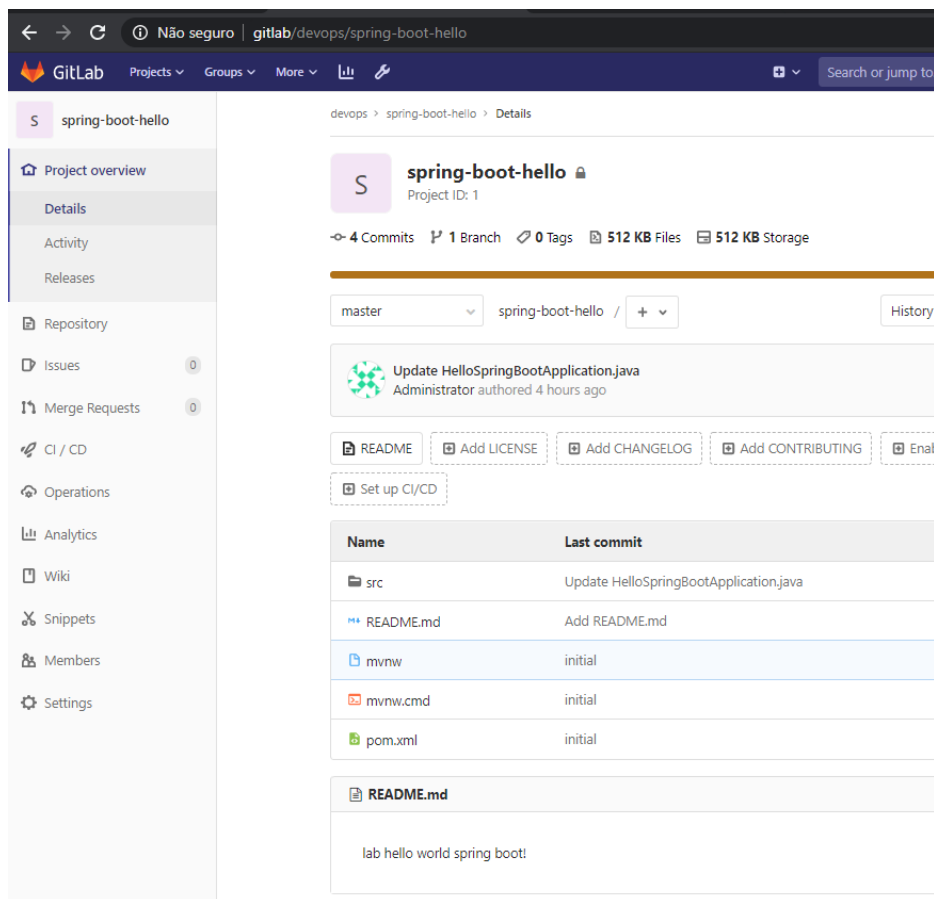 Não seguro | gitlab/devops/spring-boot-hello
GitLab Projects Groups More Search or jump to
S spring-boot-hello
Project overview
Details
Activity
Releases
Repository
Issues 0
Merge Requests 0
CI / CD
Operations
Analytics
Wiki
Snippets
Members
Settings
devops > spring-boot-hello > Details
S
spring-boot-hello
Project ID: 1
4 Commits 1 Branch 0 Tags 512 KB Files 512 KB Storage
master spring-boot-hello / + History
Update HelloSpringBootApplication.java
Administrator authored 4 hours ago
README Add LICENSE Add CHANGELOG Add CONTRIBUTING
Set up CI/CD
Name Last commit
src Update HelloSpringBootApplication.java
README.md Add README.md
mvnw initial
mvnw.cmd initial
pom.xml initial
README.md
lab hello world spring boot!